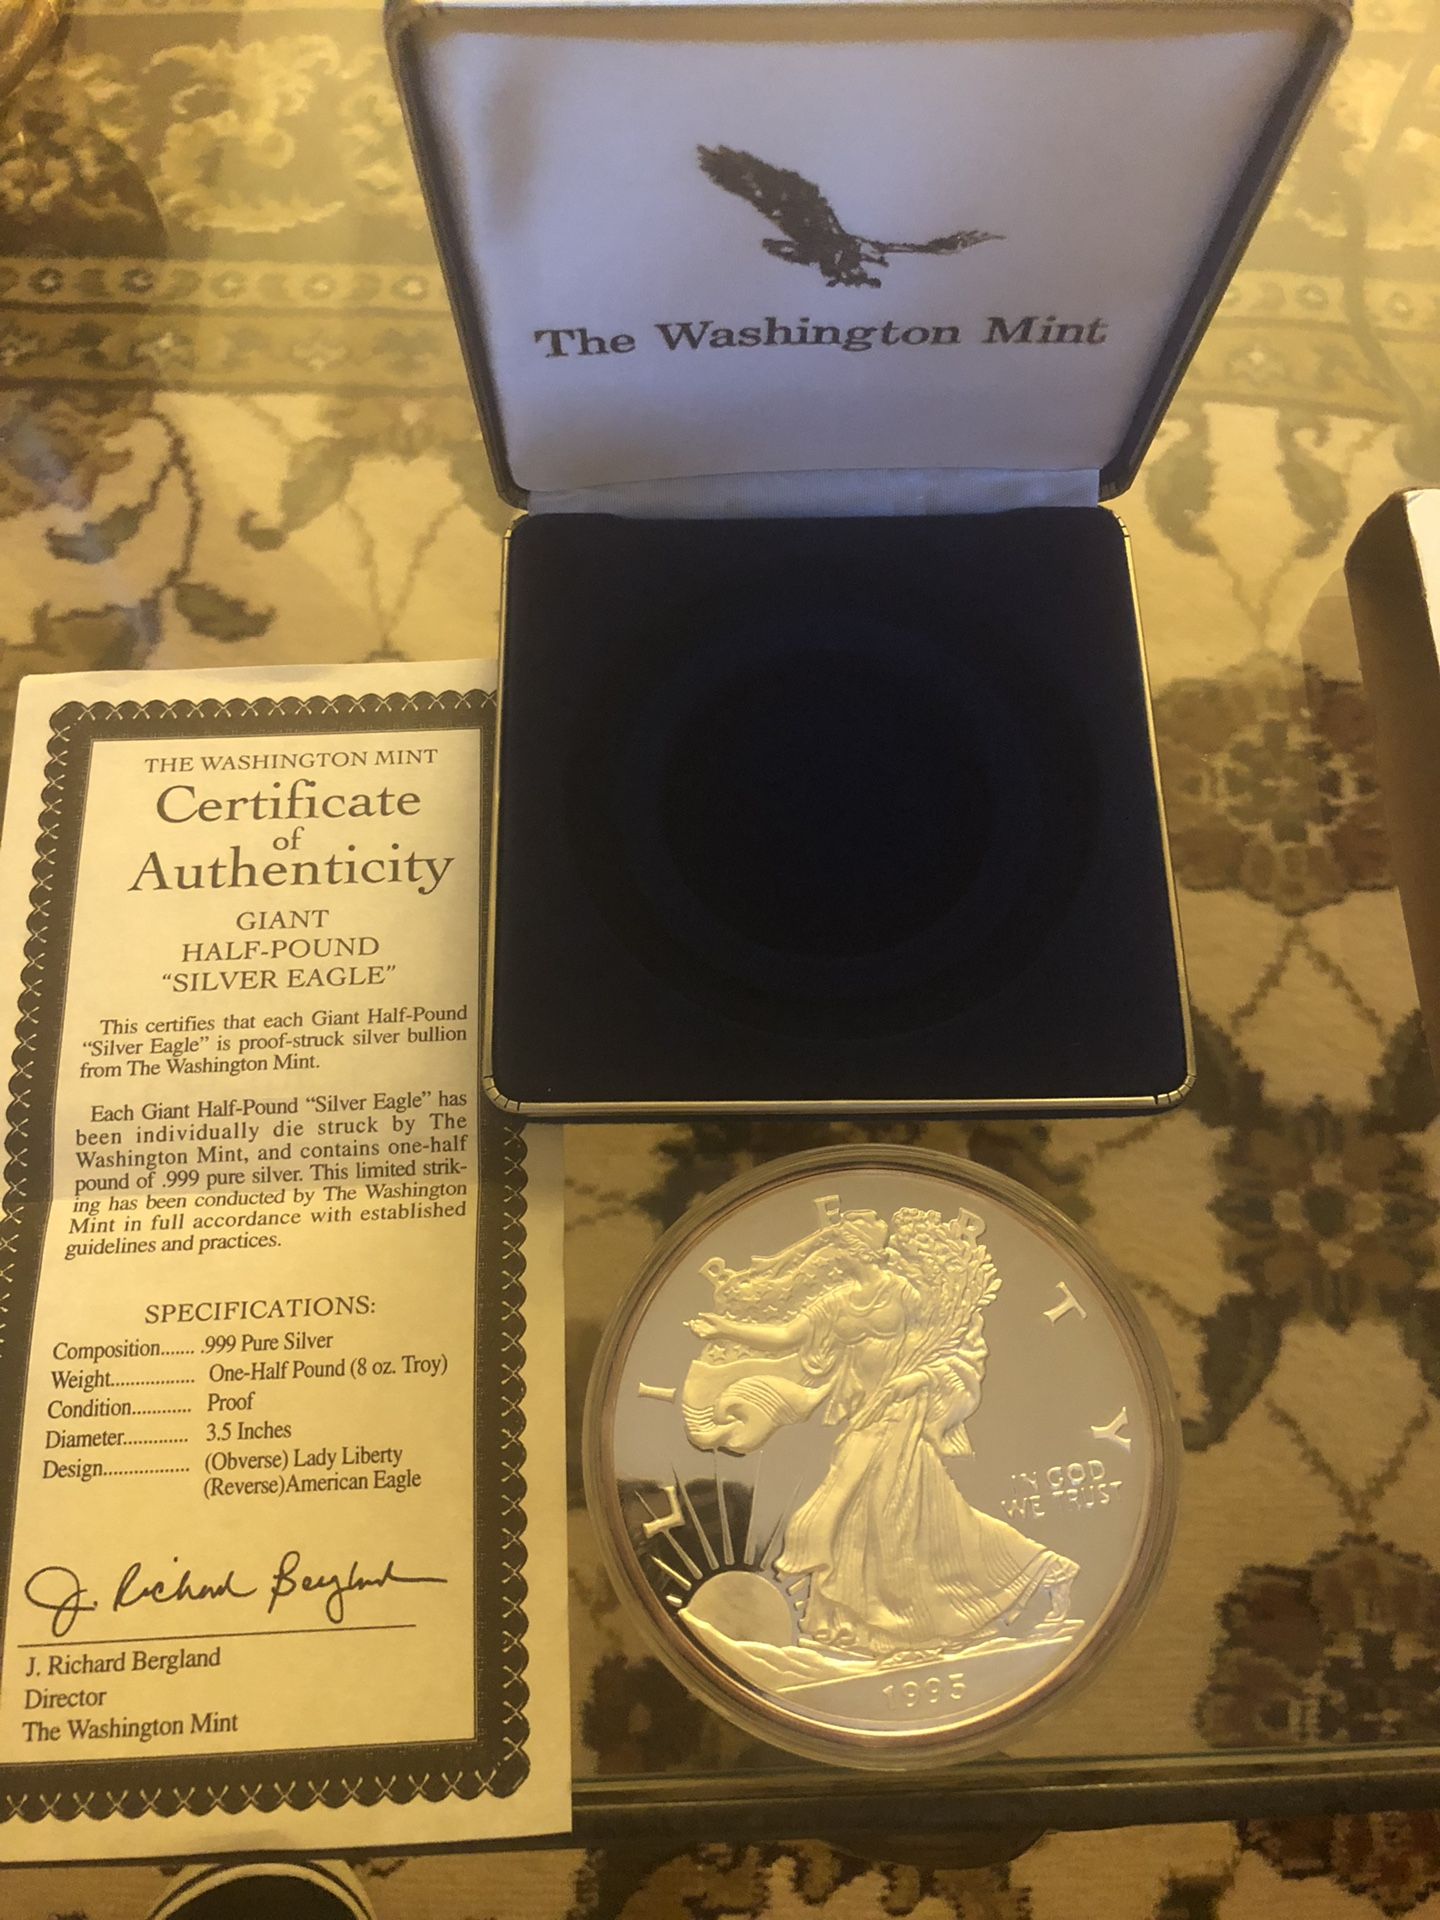 The Washington Mint
THE WASHINGTON MINT
Certificate
of
Authenticity
GIANT
HALF-POUND
“SILVER EAGLE”
This certifies that each Giant Half-Pound
“Silver Eagle” is proof-struck silver bullion
from The Washington Mint.
Each Giant Half-Pound “Silver Eagle” has
been individually die struck by The
Washington Mint, and contains one-half
pound of .999 pure silver. This limited strik-
ing has been conducted by The Washington
Mint in full accordance with established
guidelines and practices.
SPECIFICATIONS:
Composition....... .999 Pure Silver
Weight................ One-Half Pound (8 oz. Troy)
Condition............ Proof
Diameter............. 3.5 Inches
Design................. (Obverse) Lady Liberty
(Reverse)American Eagle
J. Richard Bergland
J. Richard Bergland
Director
The Washington Mint
LIBERTY
IN GOD
WE TRUST
1995